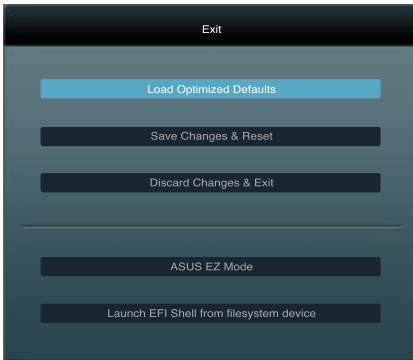 Exit
Load Optimized Defaults
Save Changes & Reset
Discard Changes & Exit
ASUS EZ Mode
Launch EFI Shell from filesystem device